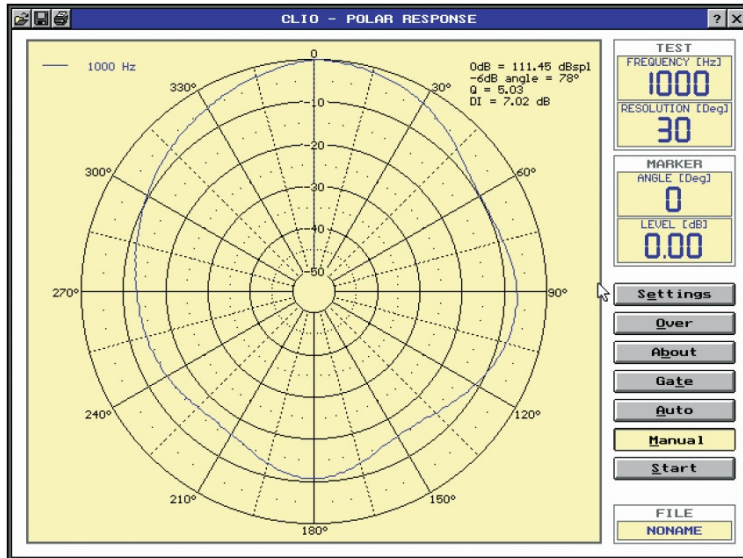 CLIO - POLAR RESPONSE
?
X
1000 Hz
0dB = 111.45 dBspl
-6dB angle = 78°
Q = 5.03
DI = 7.02 dB
0
330°
30°
300°
60°
270°
90°
240°
120°
210°
150°
180°
-10
-20
-30
-40
-50
TEST
FREQUENCY [Hz]
1000
RESOLUTION [Deg]
30
MARKER
ANGLE [Deg]
0
LEVEL [dB]
0.00
Settings
Over
About
Gate
Auto
Manual
Start
FILE
NONAME